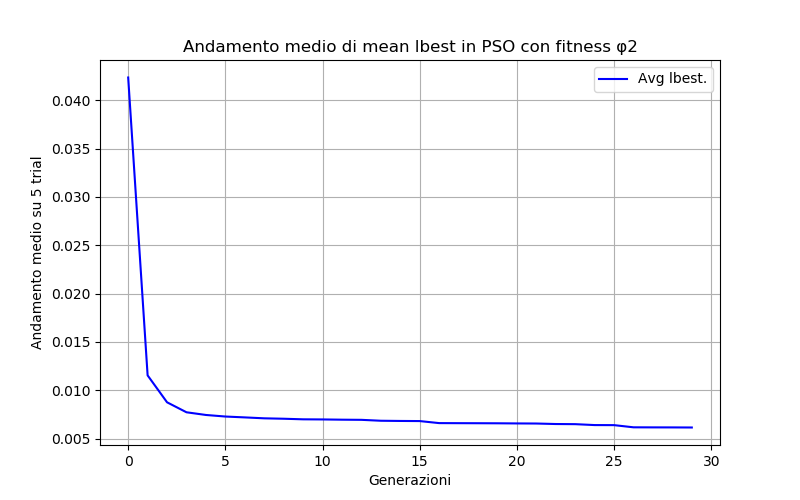 Andamento medio di mean lbest in PSO con fitness φ2
Avg lbest.
Andamento medio su 5 trial
0.040
0.035
0.030
0.025
0.020
0.015
0.010
0.005
0 5 10 15 20 25 30
Generazioni